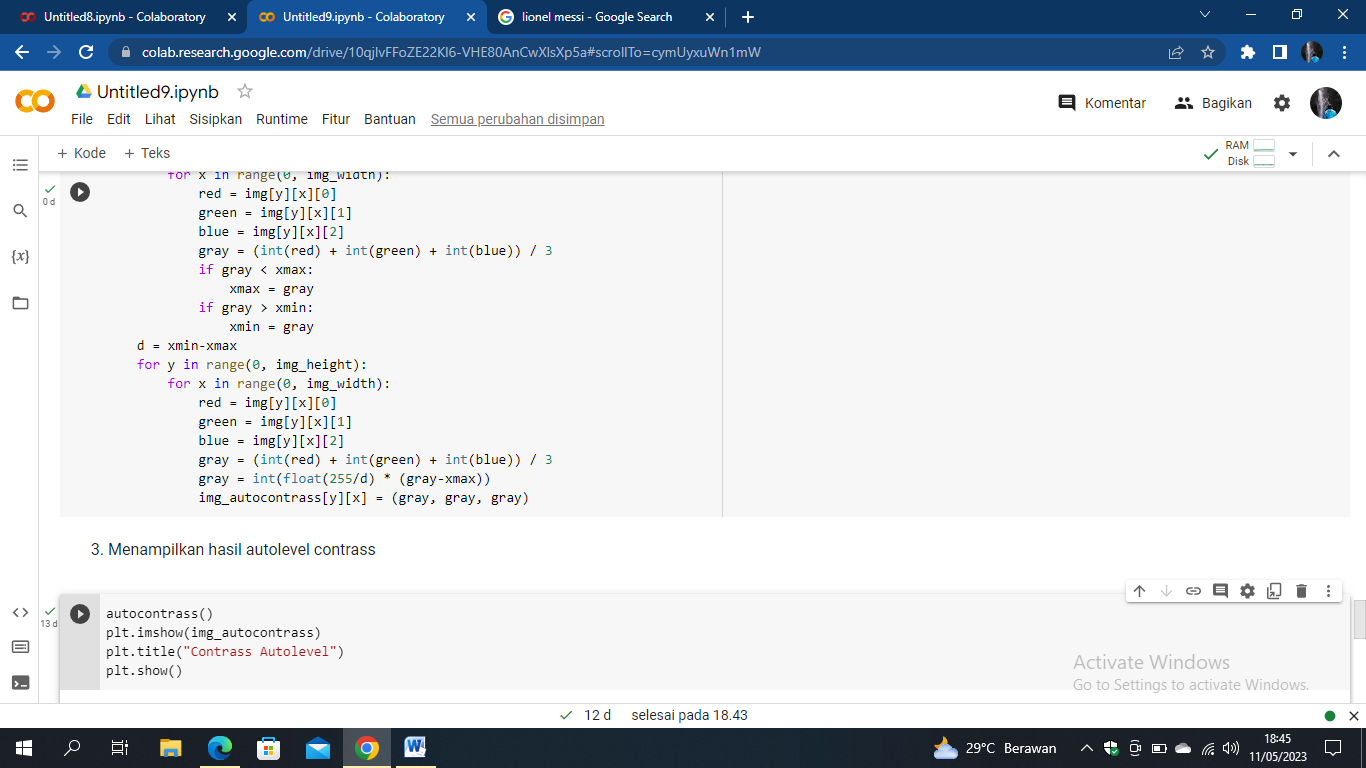 Untitled8.ipynb - Colaboratory
Untitled9.ipynb - Colaboratory
lionel messi - Google Search
colab.research.google.com/drive/10qjlvFFoZE22Kl6-VHE80AnCwXlsXp5a#scrollTo=cymUyxuWn1mW
Untitled9.ipynb
Komentar
Bagikan
File Edit Lihat Sisipkan Runtime Fitur Bantuan Semua perubahan disimpan
+ Kode + Teks
RAM
Disk
0 d
for x in range(0, img_width):
red = img[y][x][0]
green = img[y][x][1]
blue = img[y][x][2]
gray = (int(red) + int(green) + int(blue)) / 3
if gray < xmax:
xmax = gray
if gray > xmin:
xmin = gray
d = xmin-xmax
for y in range(0, img_height):
for x in range(0, img_width):
red = img[y][x][0]
green = img[y][x][1]
blue = img[y][x][2]
gray = (int(red) + int(green) + int(blue)) / 3
gray = int(float(255/d) * (gray-xmax))
img_autocontrass[y][x] = (gray, gray, gray)
3. Menampilkan hasil autolevel contrass
13 d
autocontrass()
plt.imshow(img_autocontrass)
plt.title("Contrass Autolevel")
plt.show()
Activate Windows
Go to Settings to activate Windows.
12 d selesai pada 18.43
29°C Berawan
18:45
11/05/2023